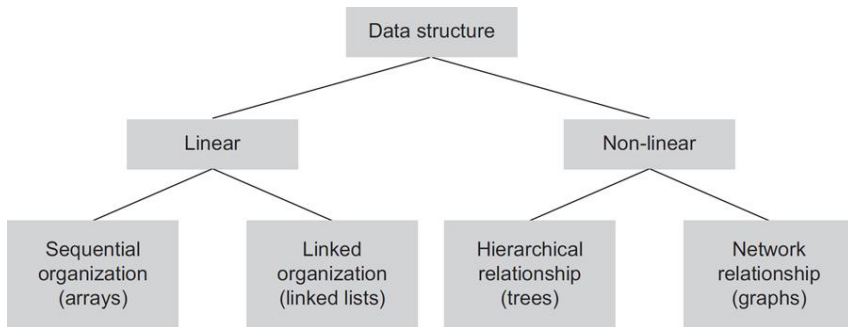 Data structure
Linear
Non-linear
Sequential
organization
(arrays)
Linked
organization
(linked lists)
Hierarchical
relationship
(trees)
Network
relationship
(graphs)